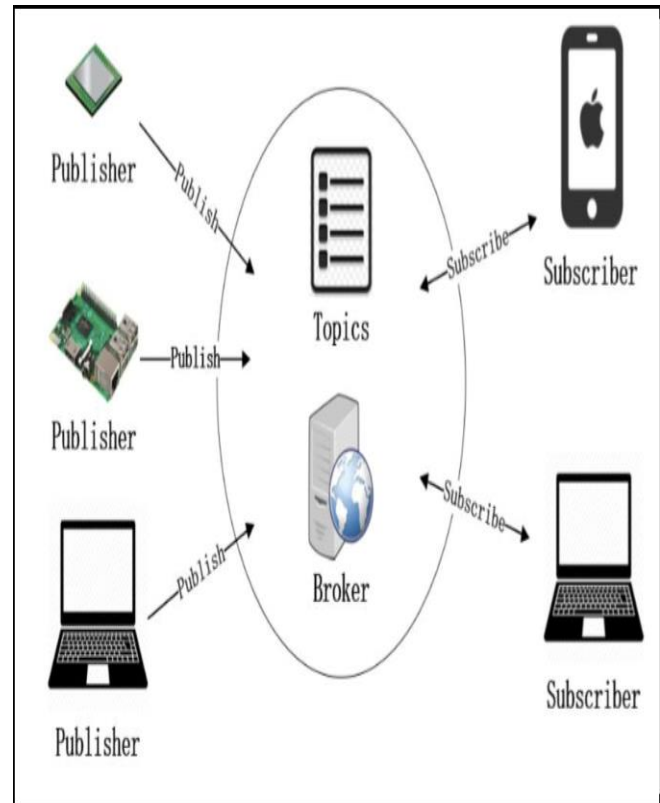 Publisher
Publish
Topics
Subscribe
Subscriber
Publish
Publisher
Broker
Subscribe
Publish
Publisher
Subscriber